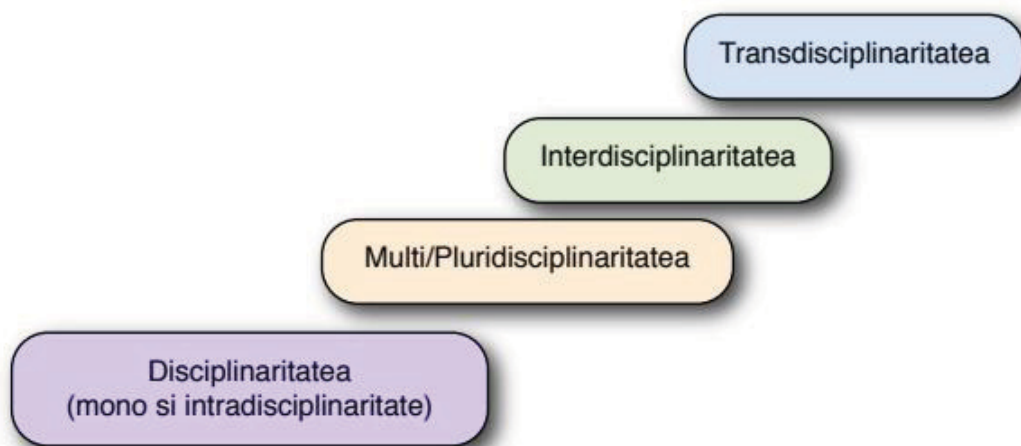 Transdisciplinaritatea
Interdisciplinaritatea
Multi/Pluridisciplinaritatea
Disciplinaritatea
(mono si intradisciplinaritate)